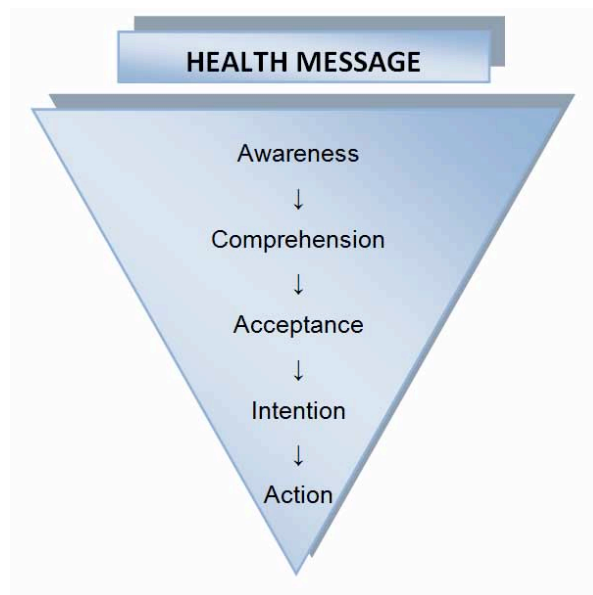 HEALTH MESSAGE
Awareness
↓
Comprehension
↓
Acceptance
↓
Intention
↓
Action